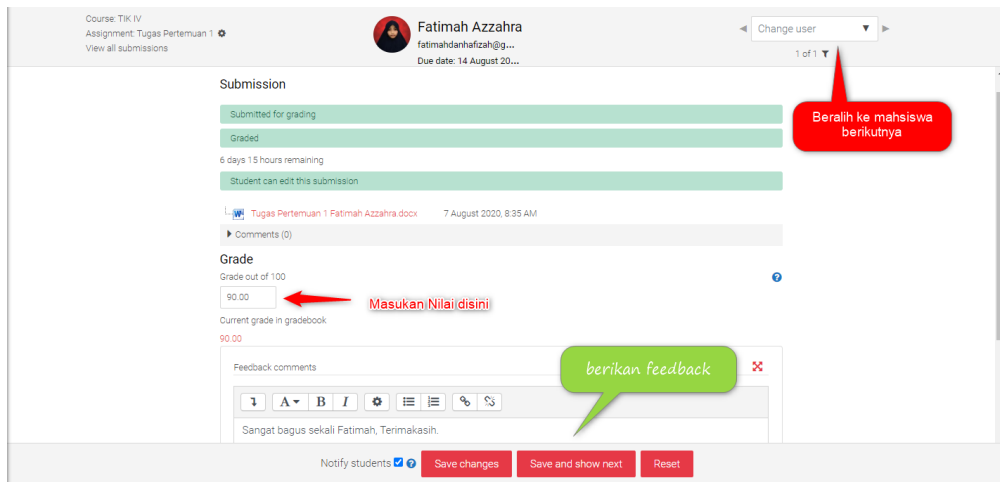 Course: TIK IV
Assignment: Tugas Pertemuan 1
View all submissions
Fatimah Azzahra
fatimahdanhafizah@g...
Due date: 14 August 20...
Change user
1 of 1
Beralih ke mahsiswa
berikutnya
Submission
Submitted for grading
Graded
6 days 15 hours remaining
Student can edit this submission
Tugas Pertemuan 1 Fatimah Azzahra.docx 7 August 2020, 8:35 AM
Comments (0)
Grade
Grade out of 100
90.00
Masukan Nilai disini
Current grade in gradebook
90.00
berikan feedback
Feedback comments
A B I
Sangat bagus sekali Fatimah, Terimakasih.
Notify students Save changes Save and show next Reset